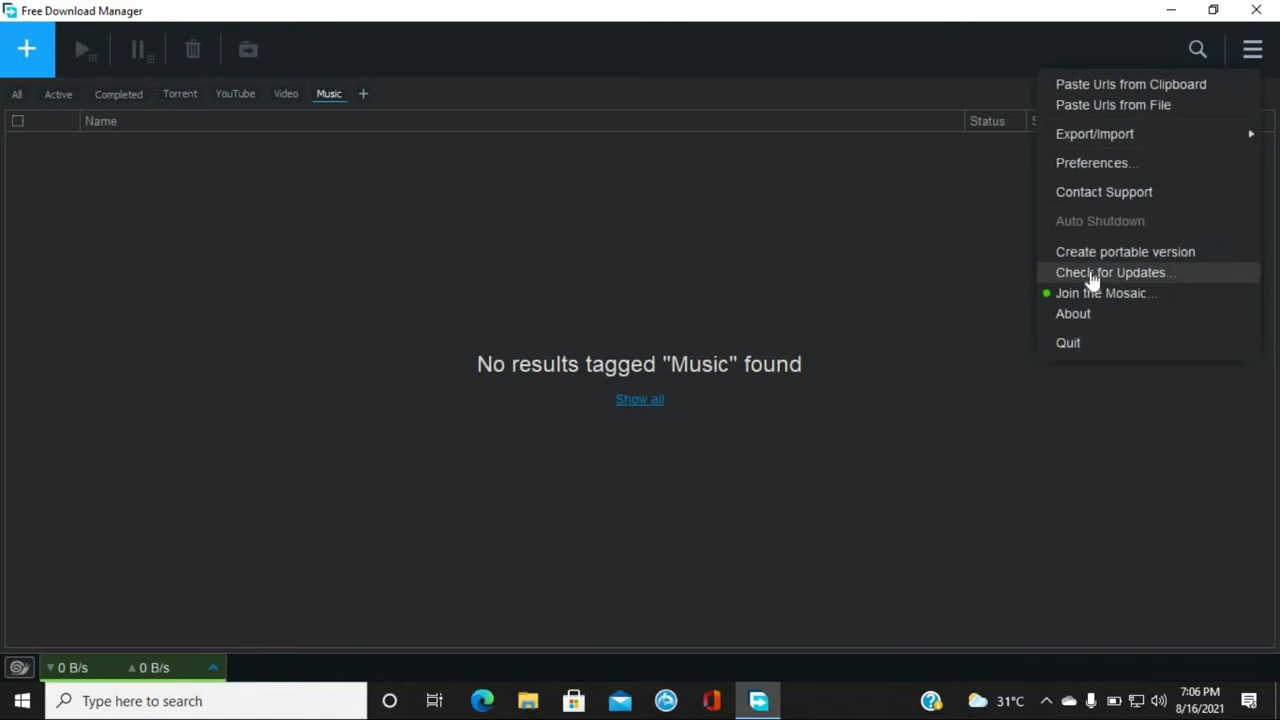 Free Download Manager
All Active Completed Torrent YouTube Video Music +
Name Status
Paste Urls from Clipboard
Paste Urls from File
Export/Import
Preferences...
Contact Support
Auto Shutdown
Create portable version
Check for Updates...
Join the Mosaic...
About
Quit
No results tagged "Music" found
Show all
0 B/s 0 B/s
Type here to search
31°C
7:06 PM
8/16/2021